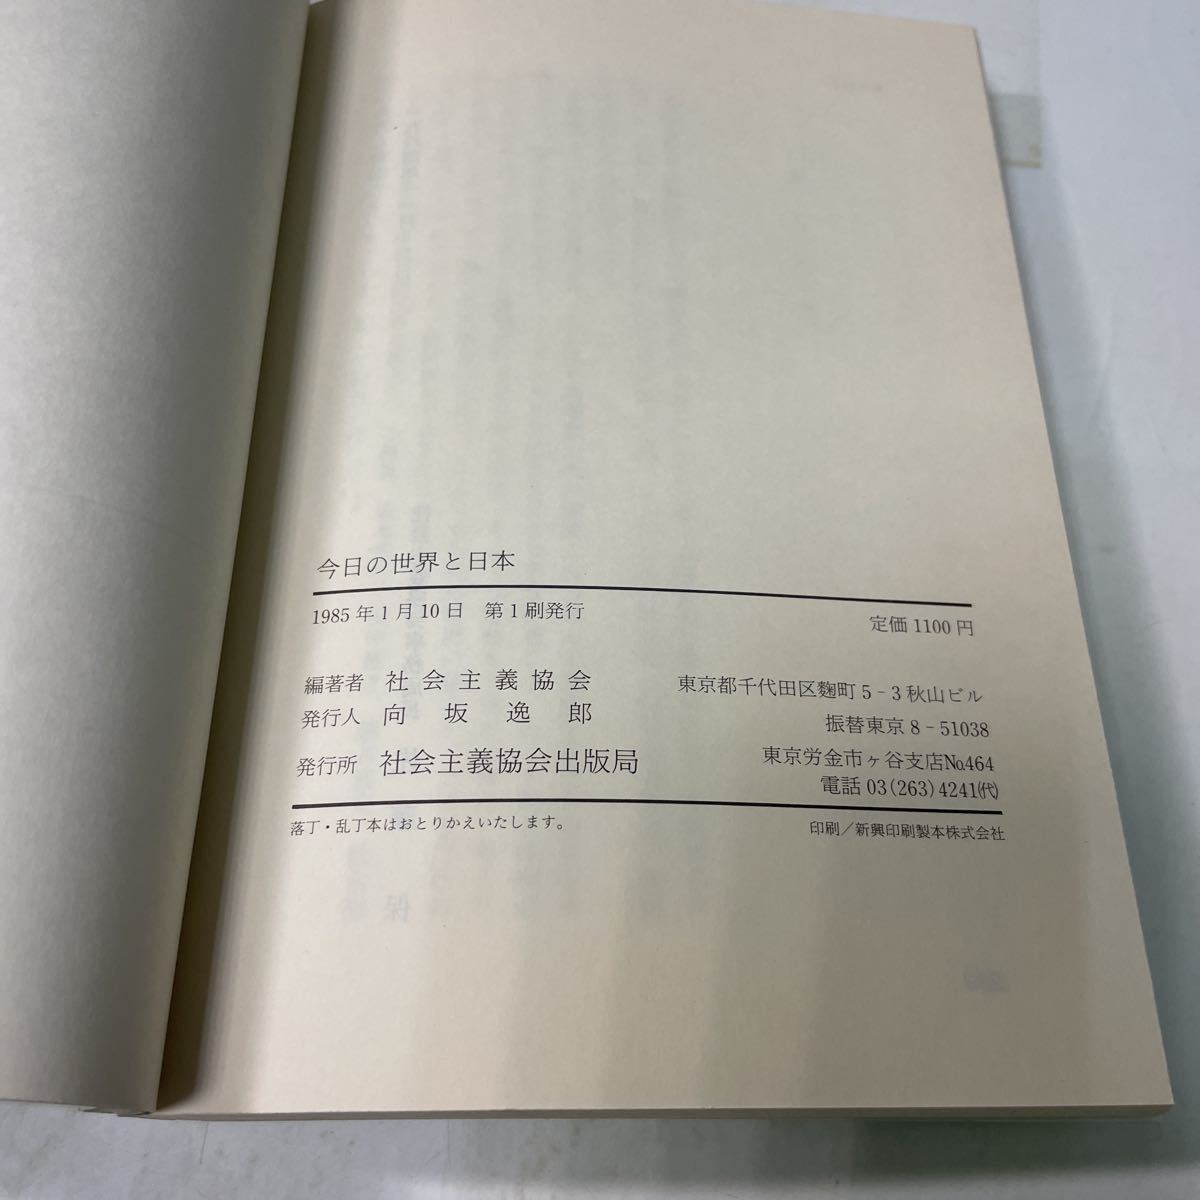 今日の世界と日本
1985年1月10日 第1刷発行 定価1100円
編著者 社会主義協会 東京都千代田区麴町5-3秋山ビル
発行人 向坂逸郎 振替東京8-51038
発行所 社会主義協会出版局 東京労金市ヶ谷支店No.464
電話03(263)4241㈹
落丁・乱丁本はおとりかえいたします。 印刷/新興印刷製本株式会社